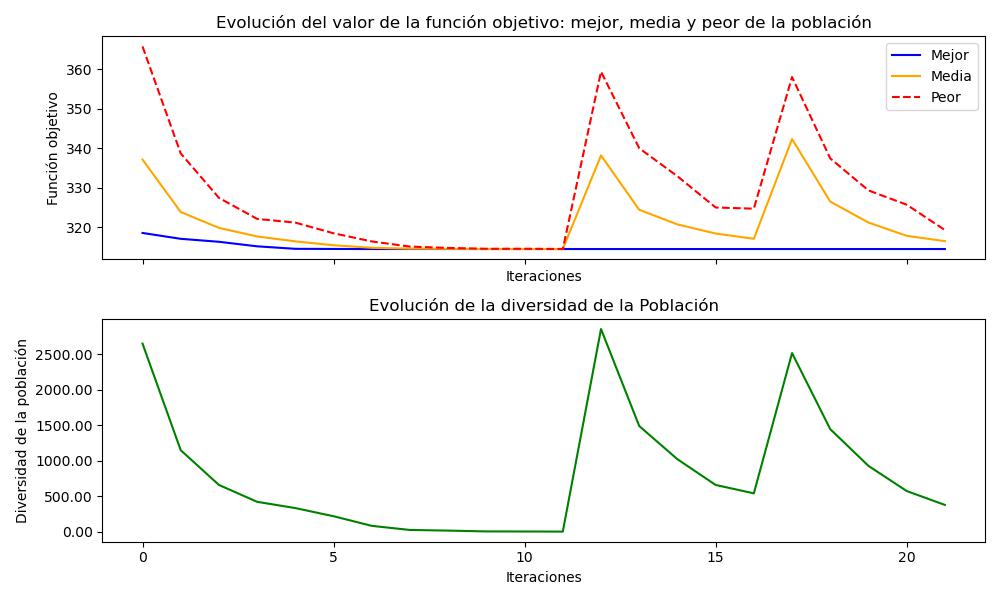 Evolución del valor de la función objetivo: mejor, media y peor de la población
Función objetivo
360
350
340
330
320
Mejor
Media
Peor
Iteraciones
Evolución de la diversidad de la Población
Diversidad de la población
2500.00
2000.00
1500.00
1000.00
500.00
0.00
0 5 10 15 20
Iteraciones